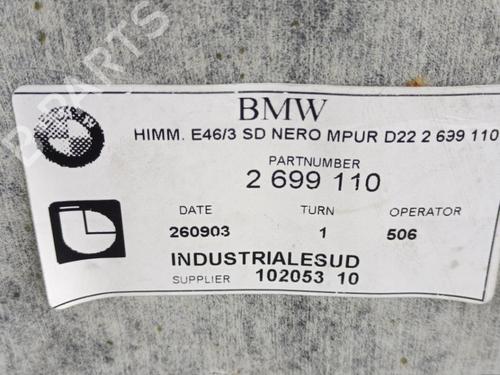 B-PARTS
BMW
HIMM. E46/3 SD NERO MPUR D22 2 699 110
PARTNUMBER
2 699 110
DATE TURN OPERATOR
260903 1 506
INDUSTRIALESUD
SUPPLIER 102053 10